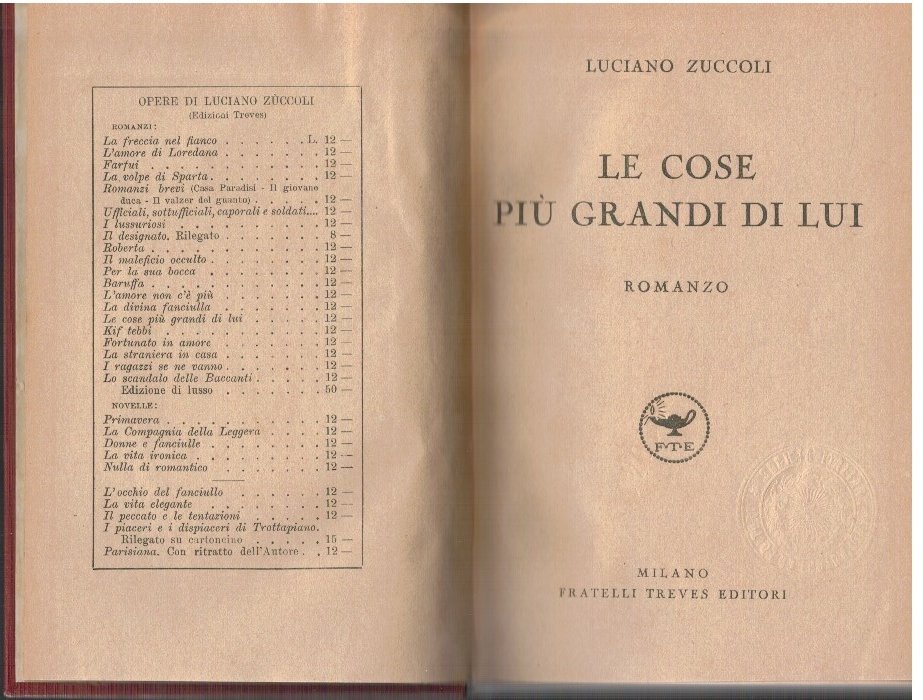 OPERE DI LUCIANO ZÙCCOLI
(Edizioni Treves)
ROMANZI:
La freccia nel fianco . . . . . . L. 12 —
L'amore di Loredana . . . . . . . . 12 —
Farfui . . . . . . . . . . . . 12 —
La volpe di Sparta. . . . . . . . . 12 —
Romanzi brevi (Casa Paradisi - Il giovane
duca - Il valzer del guanto) . . . . . 12 —
Ufficiali, sottufficiali, caporali e soldati.... 12 —
I lussuriosi . . . . . . . . . . . 12 —
Il designato. Rilegato . . . . . . . 8 —
Roberta . . . . . . . . . . . . 12 —
Il maleficio occulto . . . . . . . . 12 —
Per la sua bocca . . . . . . . . 12 —
Baruffa . . . . . . . . . . . . 12 —
L'amore non c'è più . . . . . . . 12 —
La divina fanciulla . . . . . . . . 12 —
Le cose più grandi di lui . . . . . . 12 —
Kif tebbi . . . . . . . . . . . 12 —
Fortunato in amore . . . . . . . . 12 —
La straniera in casa . . . . . . . 12 —
I ragazzi se ne vanno . . . . . . . 12 —
Lo scandalo delle Baccanti . . . . . 12 —
Edizione di lusso . . . . . . . 50 —
NOVELLE:
Primavera . . . . . . . . . . . 12 —
La Compagnia della Leggera . . . . 12 —
Donne e fanciulle . . . . . . . . 12 —
La vita ironica . . . . . . . . . 12 —
Nulla di romantico . . . . . . . . 12 —
L'occhio del fanciullo . . . . . . 12 —
La vita elegante . . . . . . . . . 12 —
Il peccato e le tentazioni . . . . . 12 —
I piaceri e i dispiaceri di Trottapiano.
Rilegato su cartoncino . . . . . 15 —
Parisiana. Con ritratto dell'Autore . . 12 —
LUCIANO ZUCCOLI
LE COSE
PIÙ GRANDI DI LUI
ROMANZO
F·T·E
MILANO
FRATELLI TREVES EDITORI